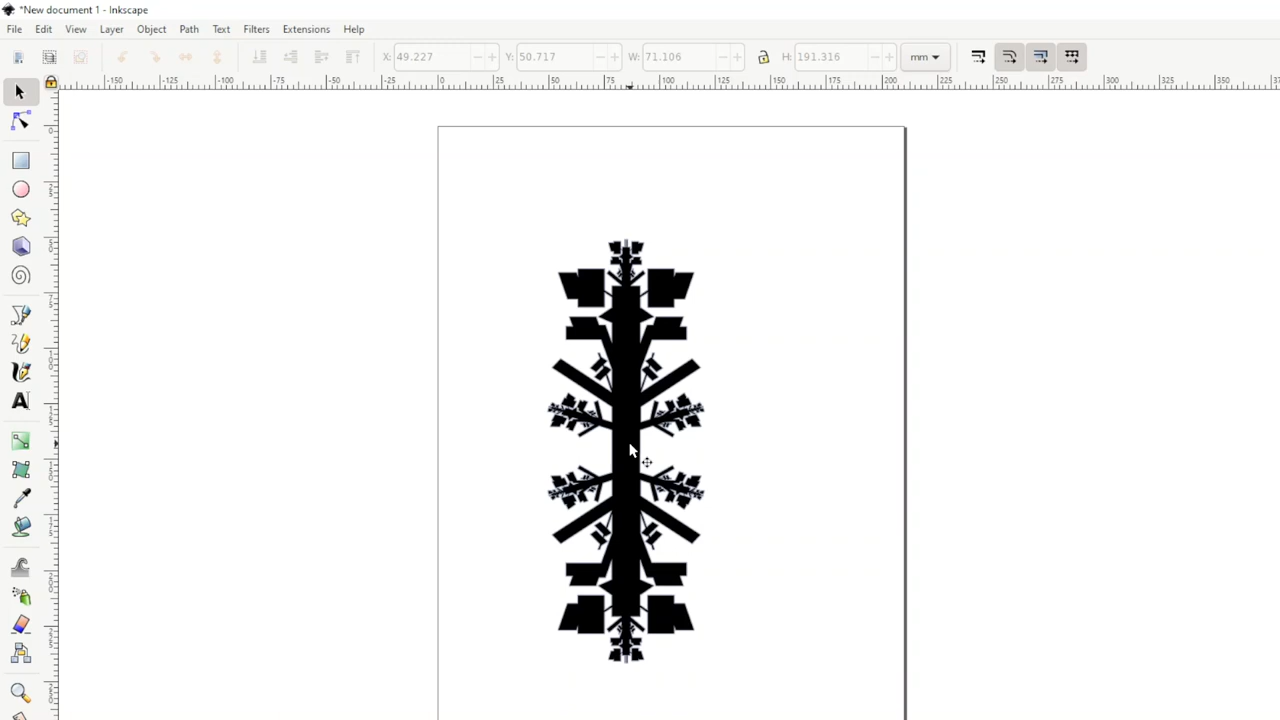 *New document 1 - Inkscape
File Edit View Layer Object Path Text Filters Extensions Help
X: 49.227 Y: 50.717 W: 71.106 H: 191.316 mm
-150 -125 -100 -75 -50 -25 0 25 50 75 100 125 150 175 200 225 250 275 300 325 350